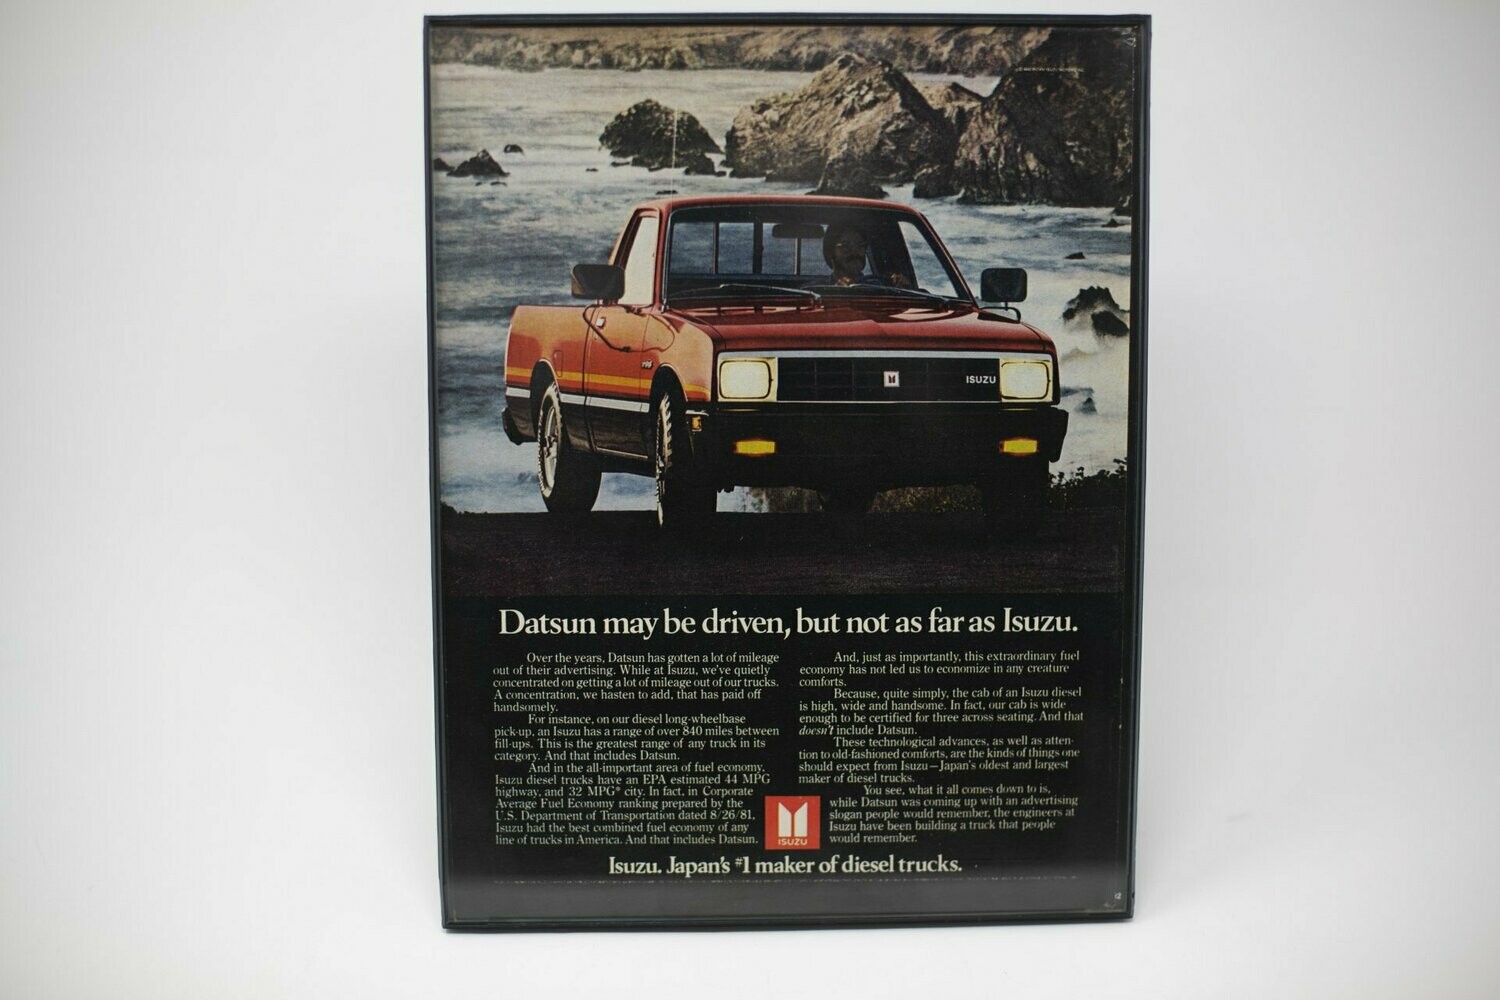 ISUZU
Datsun may be driven, but not as far as Isuzu.
Over the years, Datsun has gotten a lot of mileage
out of their advertising. While at Isuzu, we've quietly
concentrated on getting a lot of mileage out of our trucks.
A concentration, we hasten to add, that has paid off
handsomely.
For instance, on our diesel long-wheelbase
pick-up, an Isuzu has a range of over 840 miles between
fill-ups. This is the greatest range of any truck in its
category. And that includes Datsun.
And in the all-important area of fuel economy,
Isuzu diesel trucks have an EPA estimated 44 MPG
highway, and 32 MPG* city. In fact, in Corporate
Average Fuel Economy ranking prepared by the
U.S. Department of Transportation dated 8/26/81,
Isuzu had the best combined fuel economy of any
line of trucks in America. And that includes Datsun.
And, just as importantly, this extraordinary fuel
economy has not led us to economize in any creature
comforts.
Because, quite simply, the cab of an Isuzu diesel
is high, wide and handsome. In fact, our cab is wide
enough to be certified for three across seating. And that
doesn't include Datsun.
These technological advances, as well as atten-
tion to old-fashioned comforts, are the kinds of things one
should expect from Isuzu—Japan's oldest and largest
maker of diesel trucks.
You see, what it all comes down to is,
while Datsun was coming up with an advertising
slogan people would remember, the engineers at
Isuzu have been building a truck that people
would remember.
ISUZU
Isuzu. Japan's #1 maker of diesel trucks.